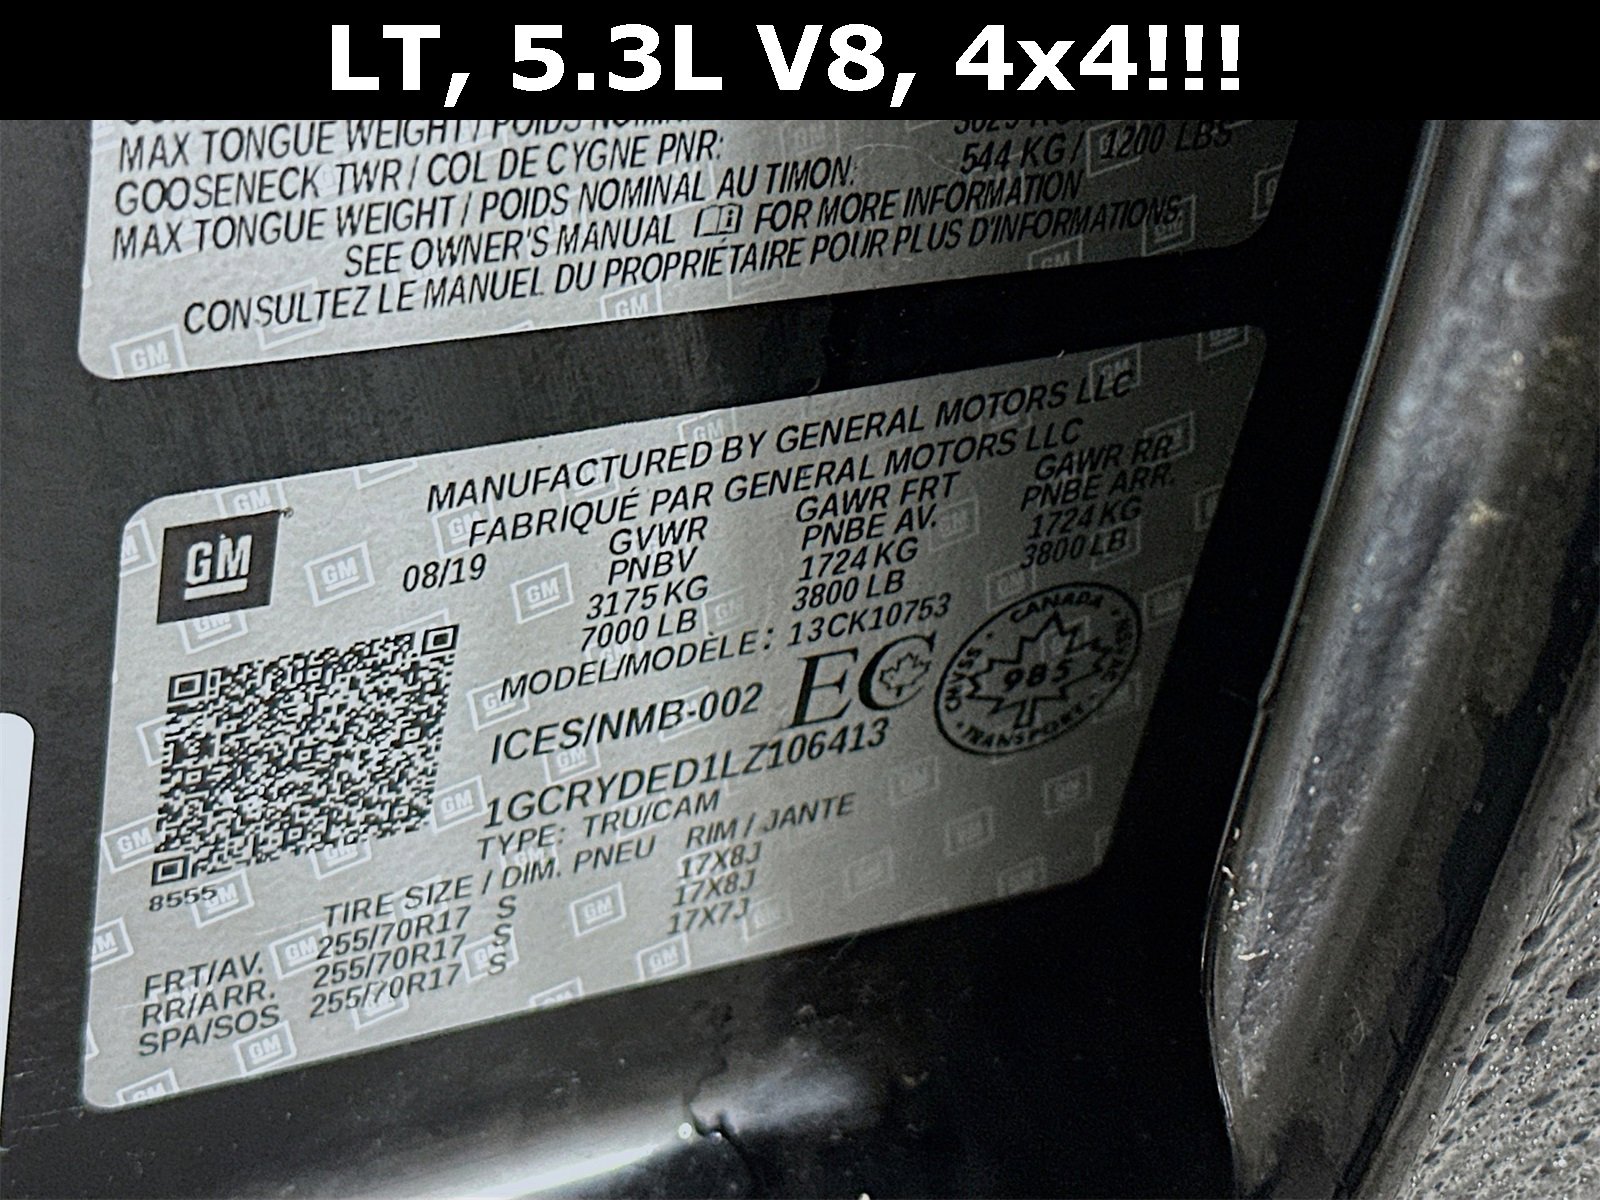 LT, 5.3L V8, 4x4!!!
MAX TONGUE WEIGHT / POIDS
GOOSENECK TWR / COL DE CYGNE PNR:
MAX TONGUE WEIGHT / POIDS NOMINAL AU TIMON: 544 KG / 1200 LBS
SEE OWNER'S MANUAL FOR MORE INFORMATION
CONSULTEZ LE MANUEL DU PROPRIÉTAIRE POUR PLUS D'INFORMATIONS.
GM
MANUFACTURED BY GENERAL MOTORS LLC
FABRIQUÉ PAR GENERAL MOTORS LLC
08/19 GVWR GAWR FRT GAWR RR
PNBV PNBE AV. PNBE ARR.
3175 KG 1724 KG 1724 KG
7000 LB 3800 LB 3800 LB
MODEL/MODÈLE: 13CK10753
ICES/NMB-002 EC
CANADA
985
TRANSPORT
1GCRYDED1LZ106413
TYPE: TRU/CAM
8555
TIRE SIZE / DIM. PNEU RIM / JANTE
FRT/AV. 255/70R17 S 17X8J
RR/ARR. 255/70R17 S 17X8J
SPA/SOS 255/70R17 S 17X7J